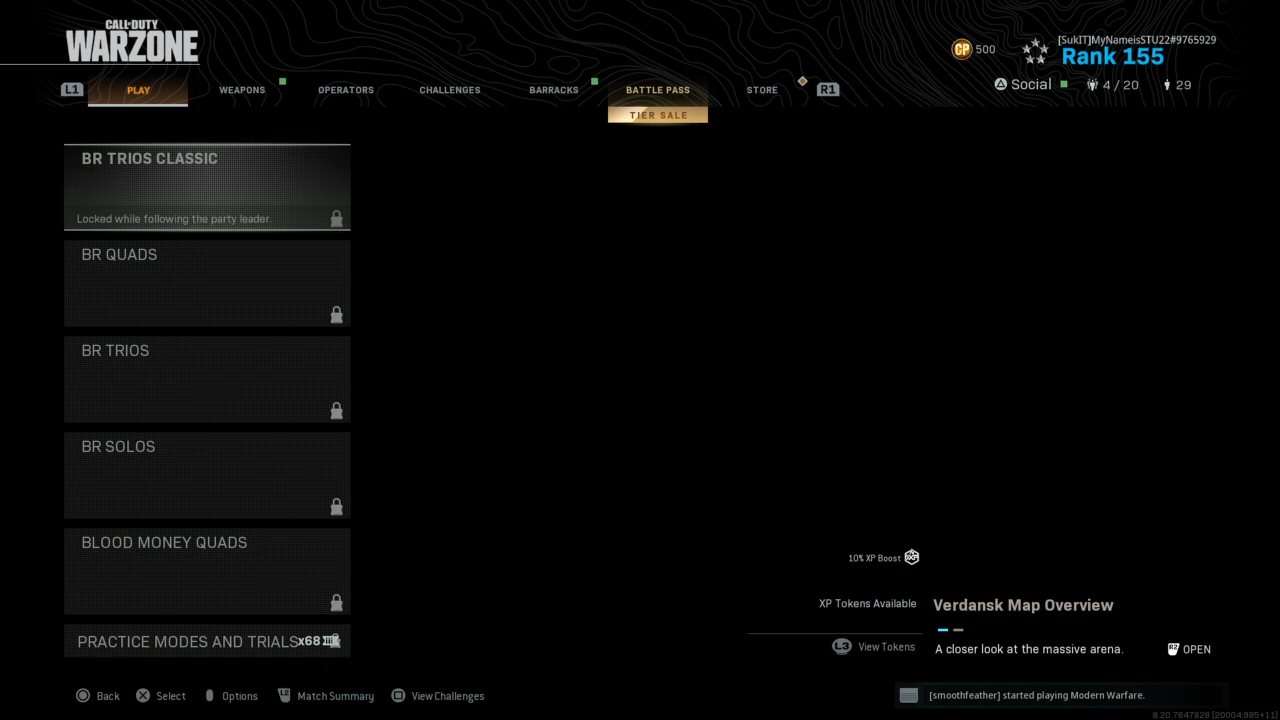 CALL OF DUTY
WARZONE
CP 500
[SukIT]MyNameisSTU22#9765929
Rank 155
L1 PLAY WEAPONS OPERATORS CHALLENGES BARRACKS BATTLE PASS STORE R1
Social 4 / 20 29
TIER SALE
BR TRIOS CLASSIC
Locked while following the party leader.
BR QUADS
BR TRIOS
BR SOLOS
BLOOD MONEY QUADS
10% XP Boost
XP Tokens Available
Verdansk Map Overview
PRACTICE MODES AND TRIALS x68
L3 View Tokens
A closer look at the massive arena. R2 OPEN
Back Select Options L2 Match Summary View Challenges
[smoothfeather] started playing Modern Warfare.